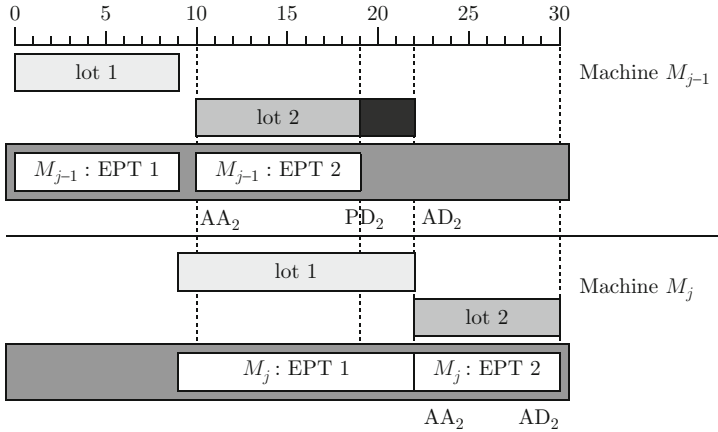 0 5 10 15 20 25 30
lot 1 Machine M_{j-1}
lot 2
M_{j-1} : EPT 1 M_{j-1} : EPT 2
AA_2 PD_2 AD_2
lot 1 Machine M_j
lot 2
M_j : EPT 1 M_j : EPT 2
AA_2 AD_2